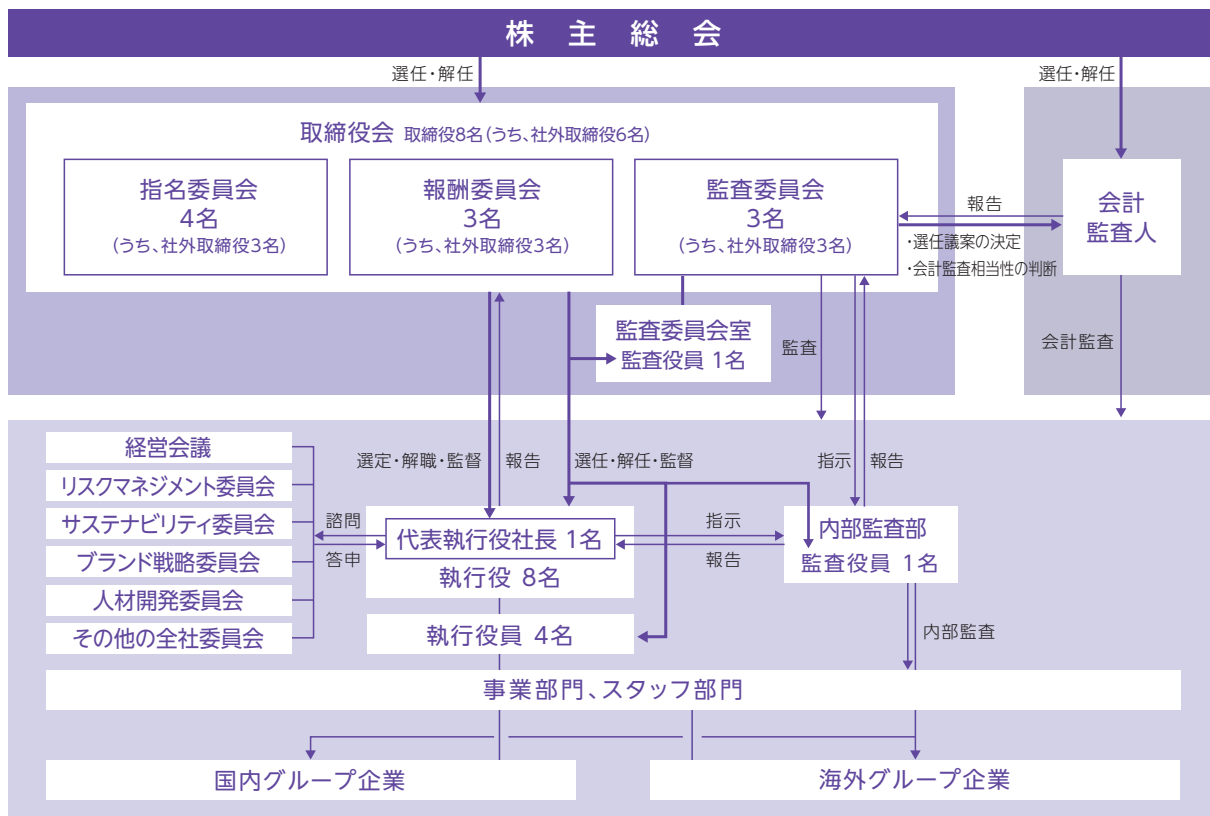 株主総会
選任・解任
選任・解任
取締役会 取締役8名(うち、社外取締役6名)
指名委員会
4名
(うち、社外取締役3名)
報酬委員会
3名
(うち、社外取締役3名)
監査委員会
3名
(うち、社外取締役3名)
報告
・選任議案の決定
・会計監査相当性の判断
会計
監査人
監査委員会室
監査役員 1名
監査
会計監査
経営会議
リスクマネジメント委員会
サステナビリティ委員会
ブランド戦略委員会
人材開発委員会
その他の全社委員会
選定・解職・監督
報告
選任・解任・監督
指示
報告
諮問
答申
代表執行役社長 1名
執行役 8名
執行役員 4名
指示
報告
内部監査部
監査役員 1名
内部監査
事業部門、スタッフ部門
国内グループ企業
海外グループ企業